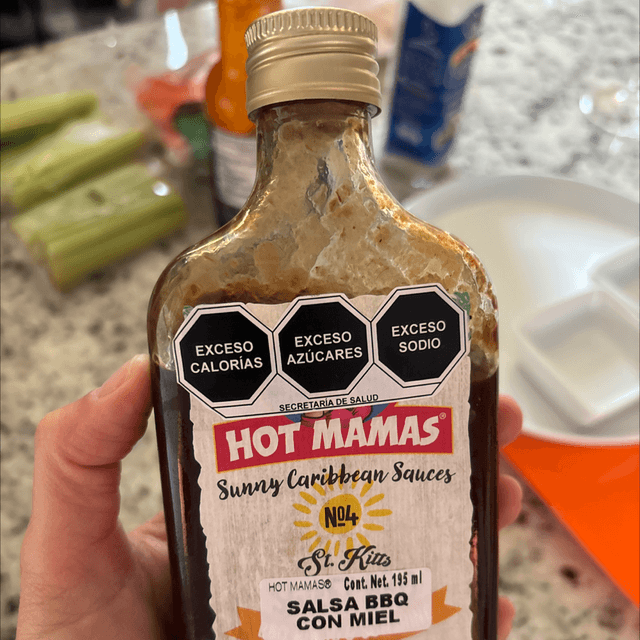 EXCESO
CALORÍAS
EXCESO
AZÚCARES
EXCESO
SODIO
SECRETARÍA DE SALUD
HOT MAMAS®
Sunny Caribbean Sauces
Nº4
St. Kitts
HOT MAMAS® Cont. Net. 195 ml
SALSA BBQ
CON MIEL